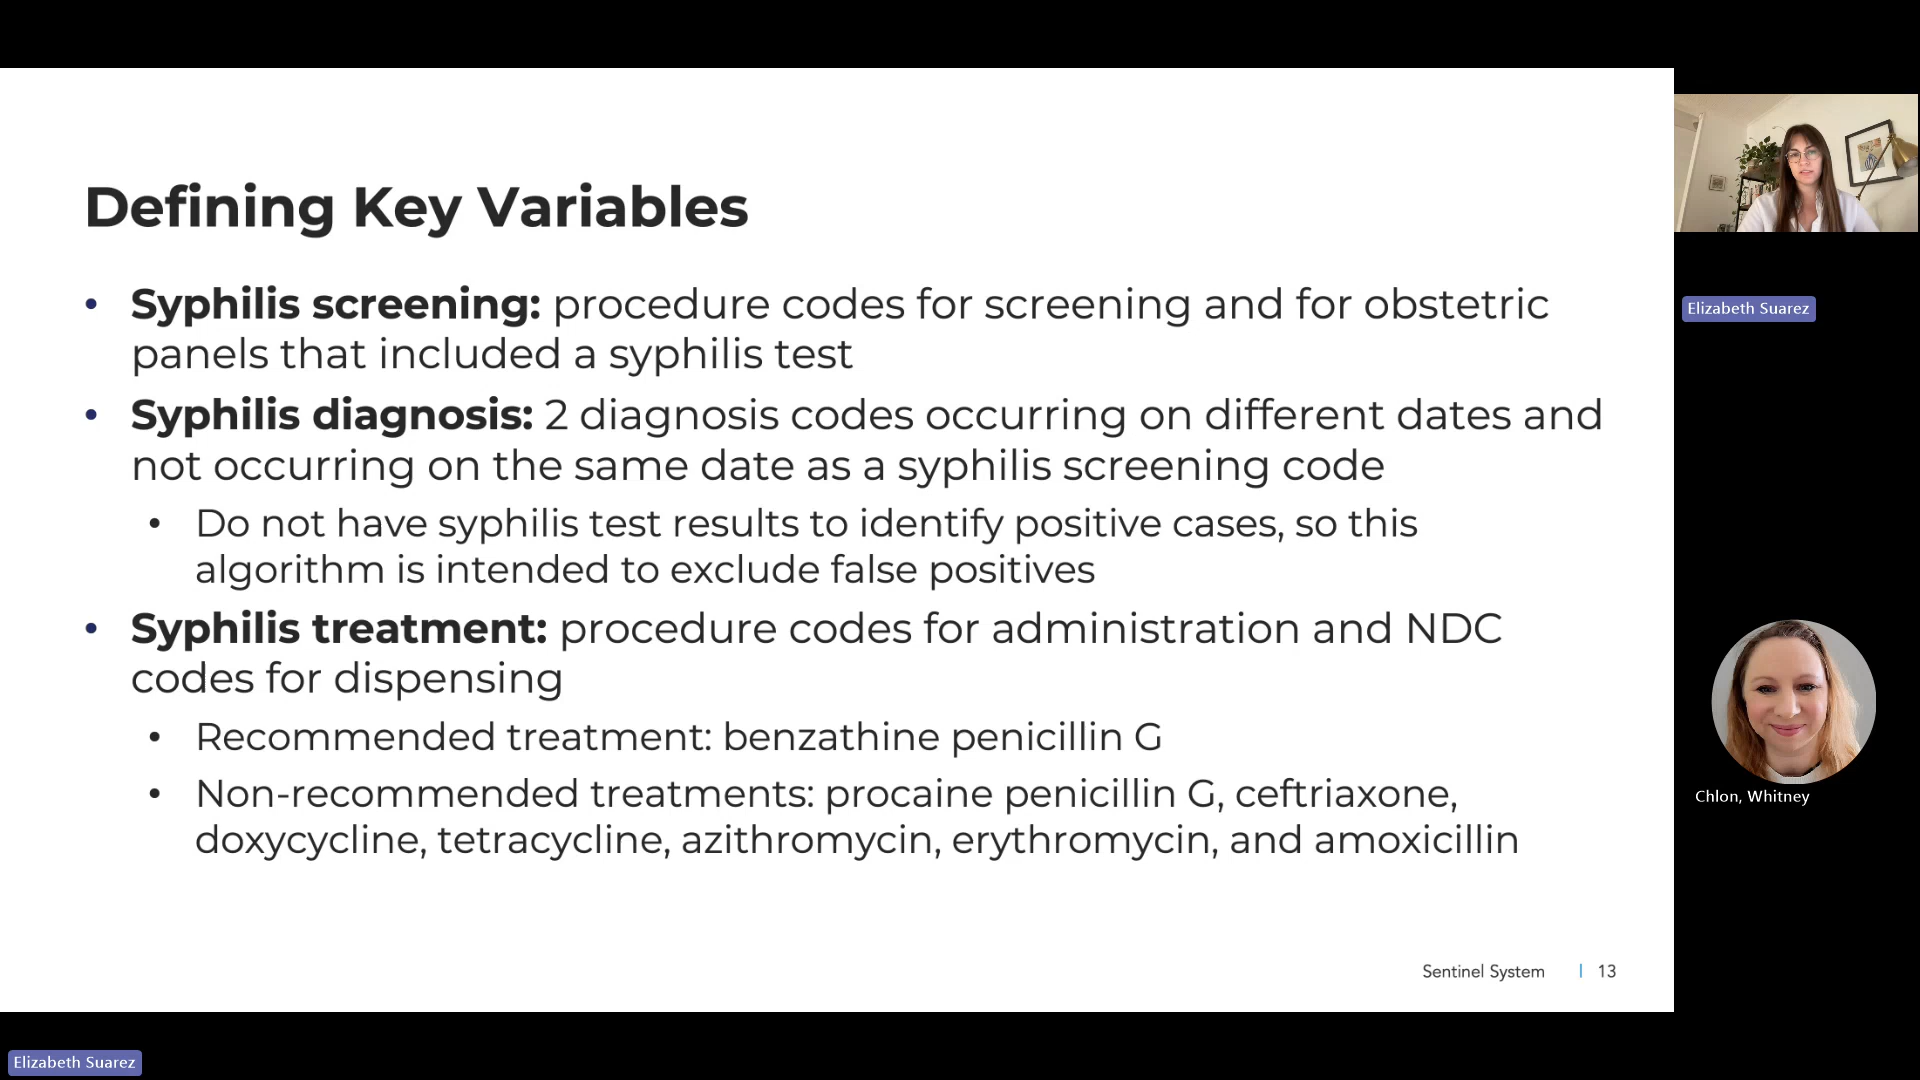 Defining Key Variables
• Syphilis screening: procedure codes for screening and for obstetric
panels that included a syphilis test
• Syphilis diagnosis: 2 diagnosis codes occurring on different dates and
not occurring on the same date as a syphilis screening code
• Do not have syphilis test results to identify positive cases, so this
algorithm is intended to exclude false positives
• Syphilis treatment: procedure codes for administration and NDC
codes for dispensing
• Recommended treatment: benzathine penicillin G
• Non-recommended treatments: procaine penicillin G, ceftriaxone,
doxycycline, tetracycline, azithromycin, erythromycin, and amoxicillin
Sentinel System | 13
Elizabeth Suarez
Chlon, Whitney
Elizabeth Suarez